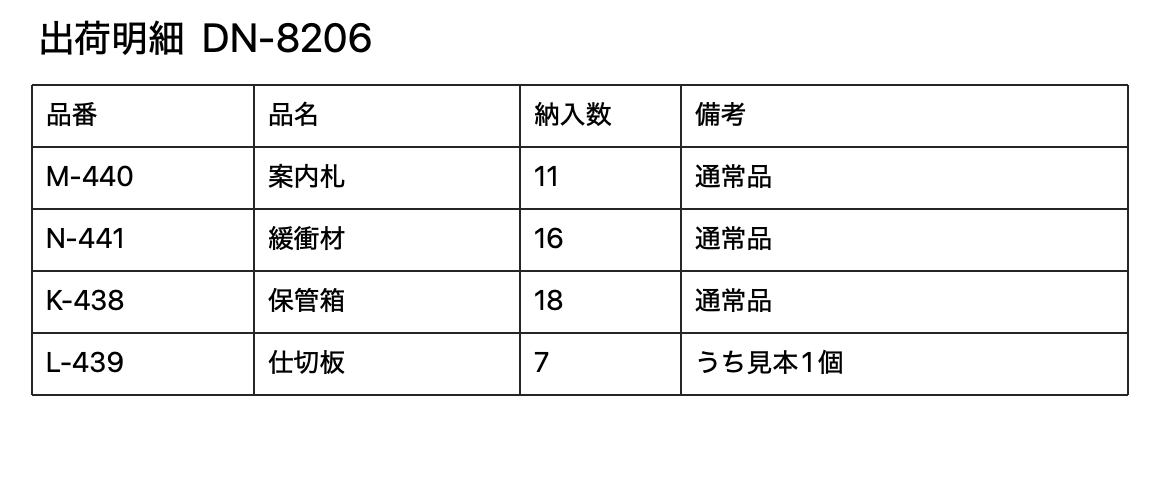 出荷明細 DN-8206
品番 品名 納入数 備考
M-440 案内札 11 通常品
N-441 緩衝材 16 通常品
K-438 保管箱 18 通常品
L-439 仕切板 7 うち見本1個